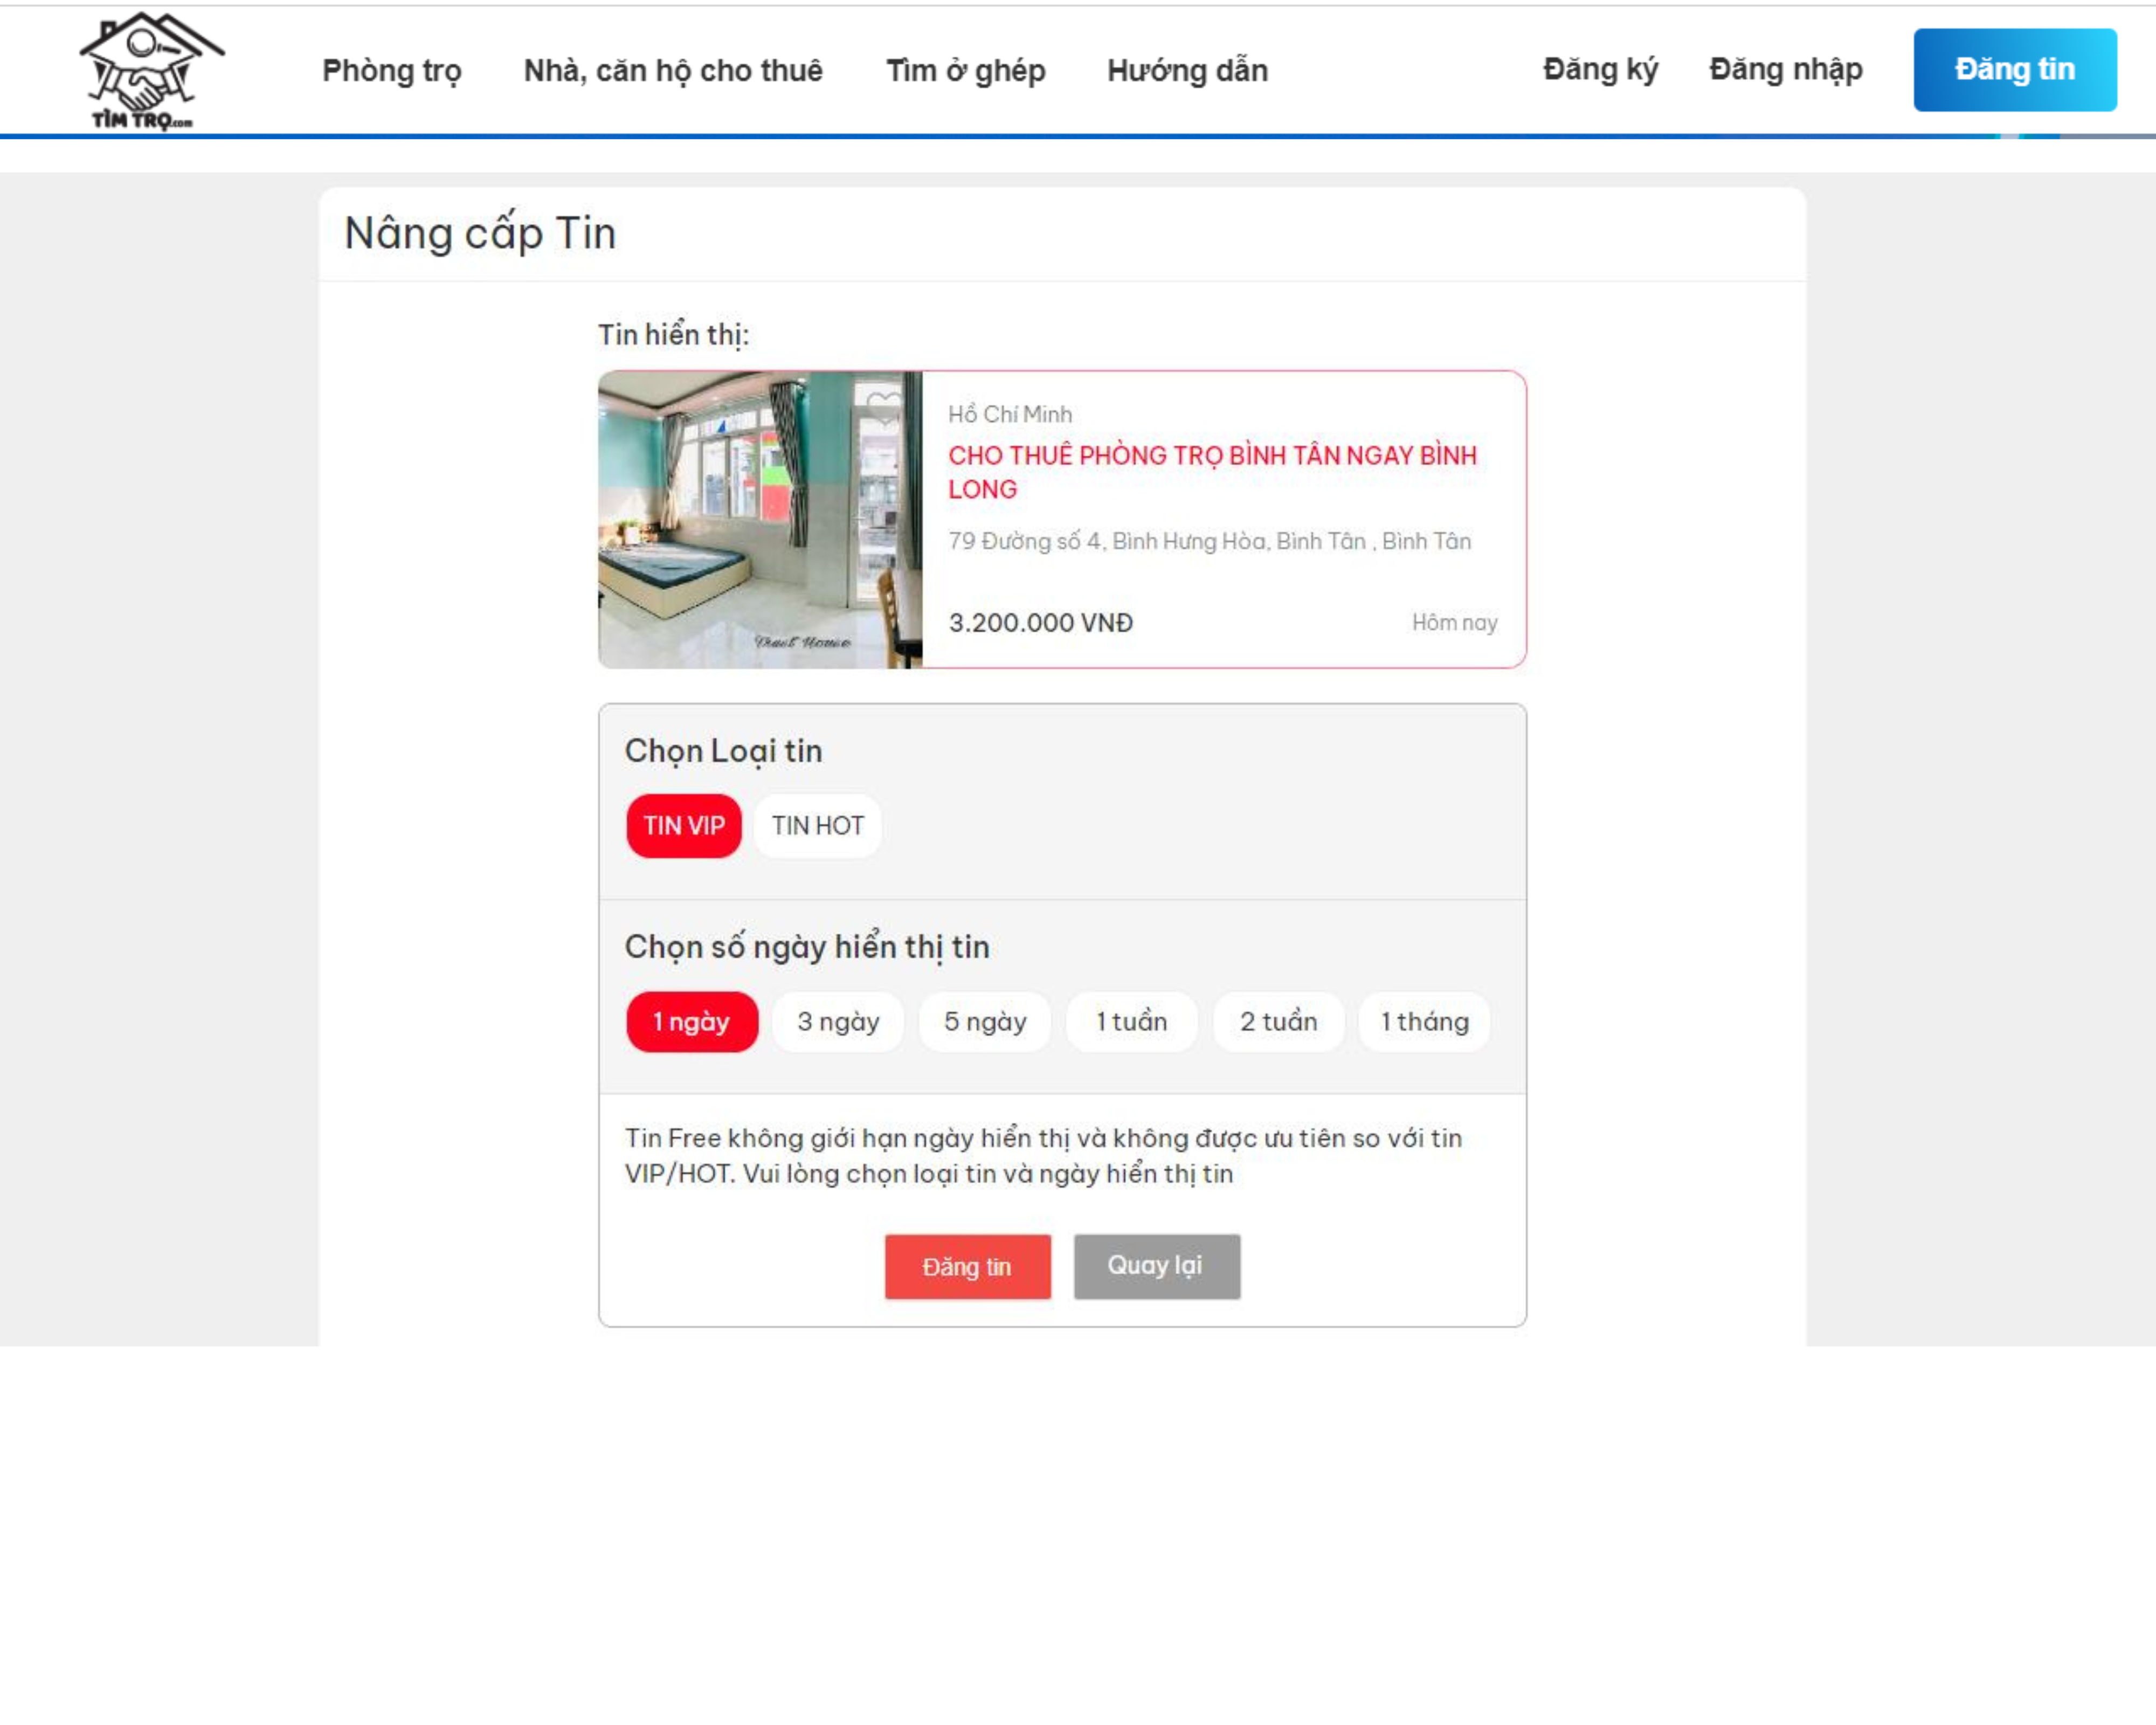 TÌM TRỌ.com
Phòng trọ
Nhà, căn hộ cho thuê
Tìm ở ghép
Hướng dẫn
Đăng ký
Đăng nhập
Đăng tin
Nâng cấp Tin
Tin hiển thị:
Hồ Chí Minh
CHO THUÊ PHÒNG TRỌ BÌNH TÂN NGAY BÌNH
LONG
79 Đường số 4, Bình Hưng Hòa, Bình Tân , Bình Tân
3.200.000 VNĐ
Hôm nay
Chọn Loại tin
TIN VIP
TIN HOT
Chọn số ngày hiển thị tin
1 ngày
3 ngày
5 ngày
1 tuần
2 tuần
1 tháng
Tin Free không giới hạn ngày hiển thị và không được ưu tiên so với tin
VIP/HOT. Vui lòng chọn loại tin và ngày hiển thị tin
Đăng tin
Quay lại